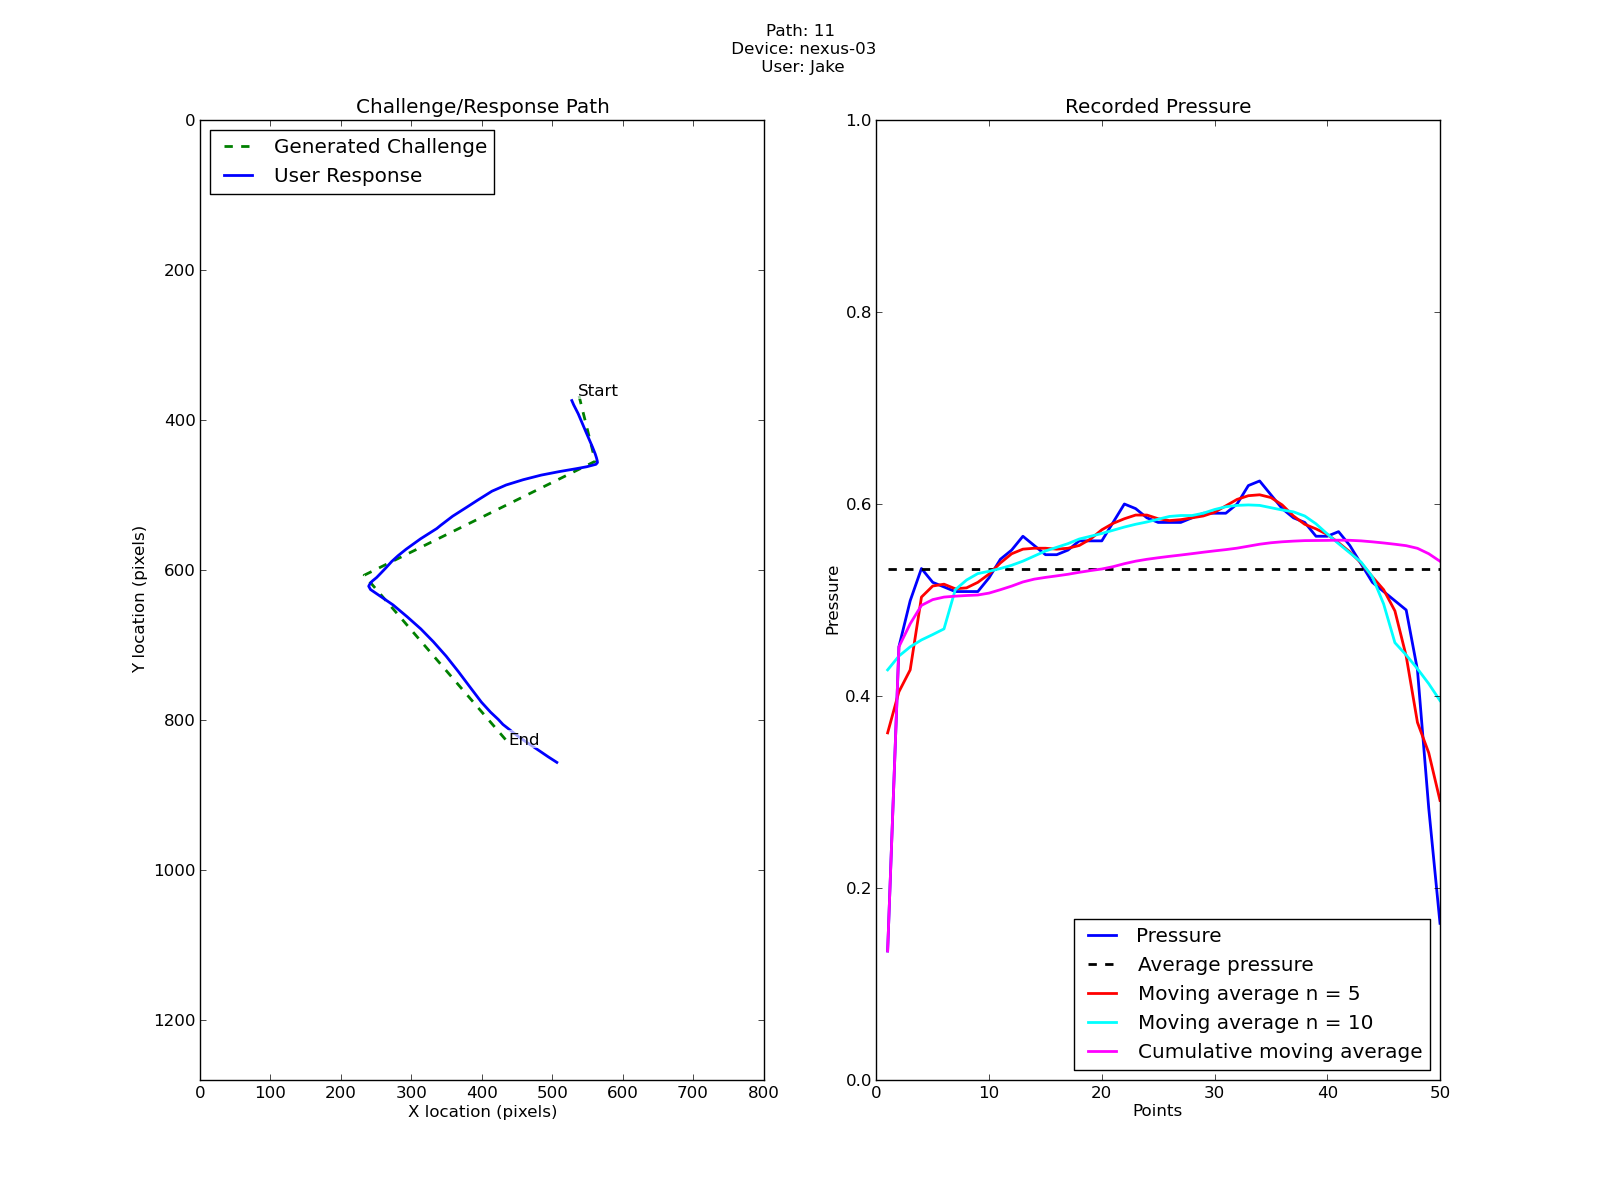 Path: 11
Device: nexus-03
User: Jake
Challenge/Response Path
Generated Challenge
User Response
0
200
400
600
800
1000
1200
Y location (pixels)
Start
End
0 100 200 300 400 500 600 700 800
X location (pixels)
Recorded Pressure
1.0
0.8
0.6
0.4
0.2
0.0
Pressure
Pressure
Average pressure
Moving average n = 5
Moving average n = 10
Cumulative moving average
0 10 20 30 40 50
Points